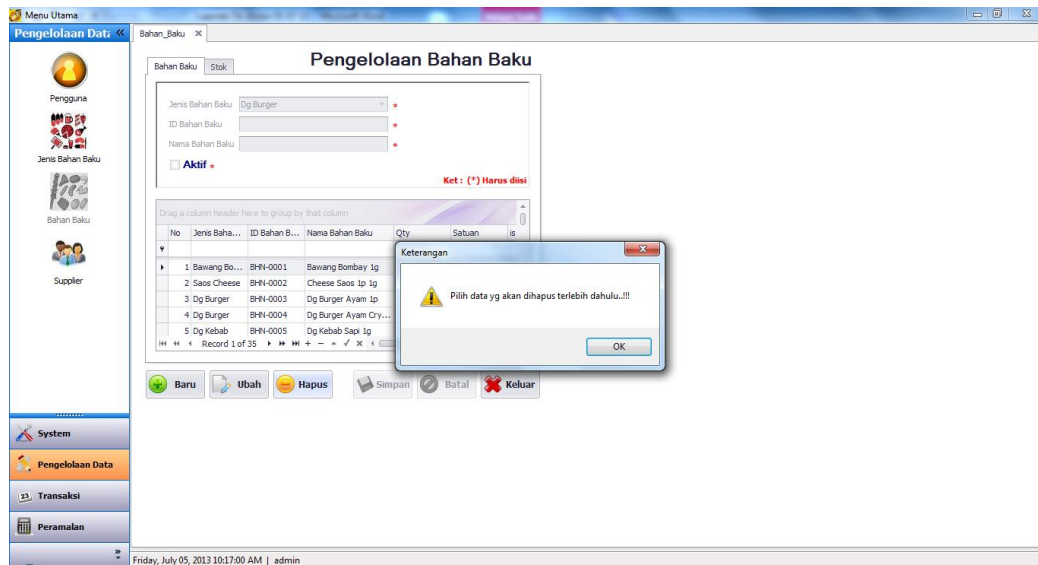 Menu Utama
Pengelolaan Data
Bahan_Baku
Pengelolaan Bahan Baku
Bahan Baku Stok
Pengguna
Jenis Bahan Baku
Bahan Baku
Supplier
Jenis Bahan Baku Dg Burger *
ID Bahan Baku *
Nama Bahan Baku *
Aktif *
Ket : (*) Harus diisi
Drag a column header here to group by that column
No Jenis Baha... ID Bahan B... Nama Bahan Baku Qty Satuan is
1 Bawang Bo... BHN-0001 Bawang Bombay 1g
2 Saos Cheese BHN-0002 Cheese Saos 1p 1g
3 Dg Burger BHN-0003 Dg Burger Ayam 1p
4 Dg Burger BHN-0004 Dg Burger Ayam Cry...
5 Dg Kebab BHN-0005 Dg Kebab Sapi 1g
Record 1 of 35
Keterangan
Pilih data yg akan dihapus terlebih dahulu..!!!
OK
Baru Ubah Hapus Simpan Batal Keluar
System
Pengelolaan Data
Transaksi
Peramalan
Friday, July 05, 2013 10:17:00 AM | admin